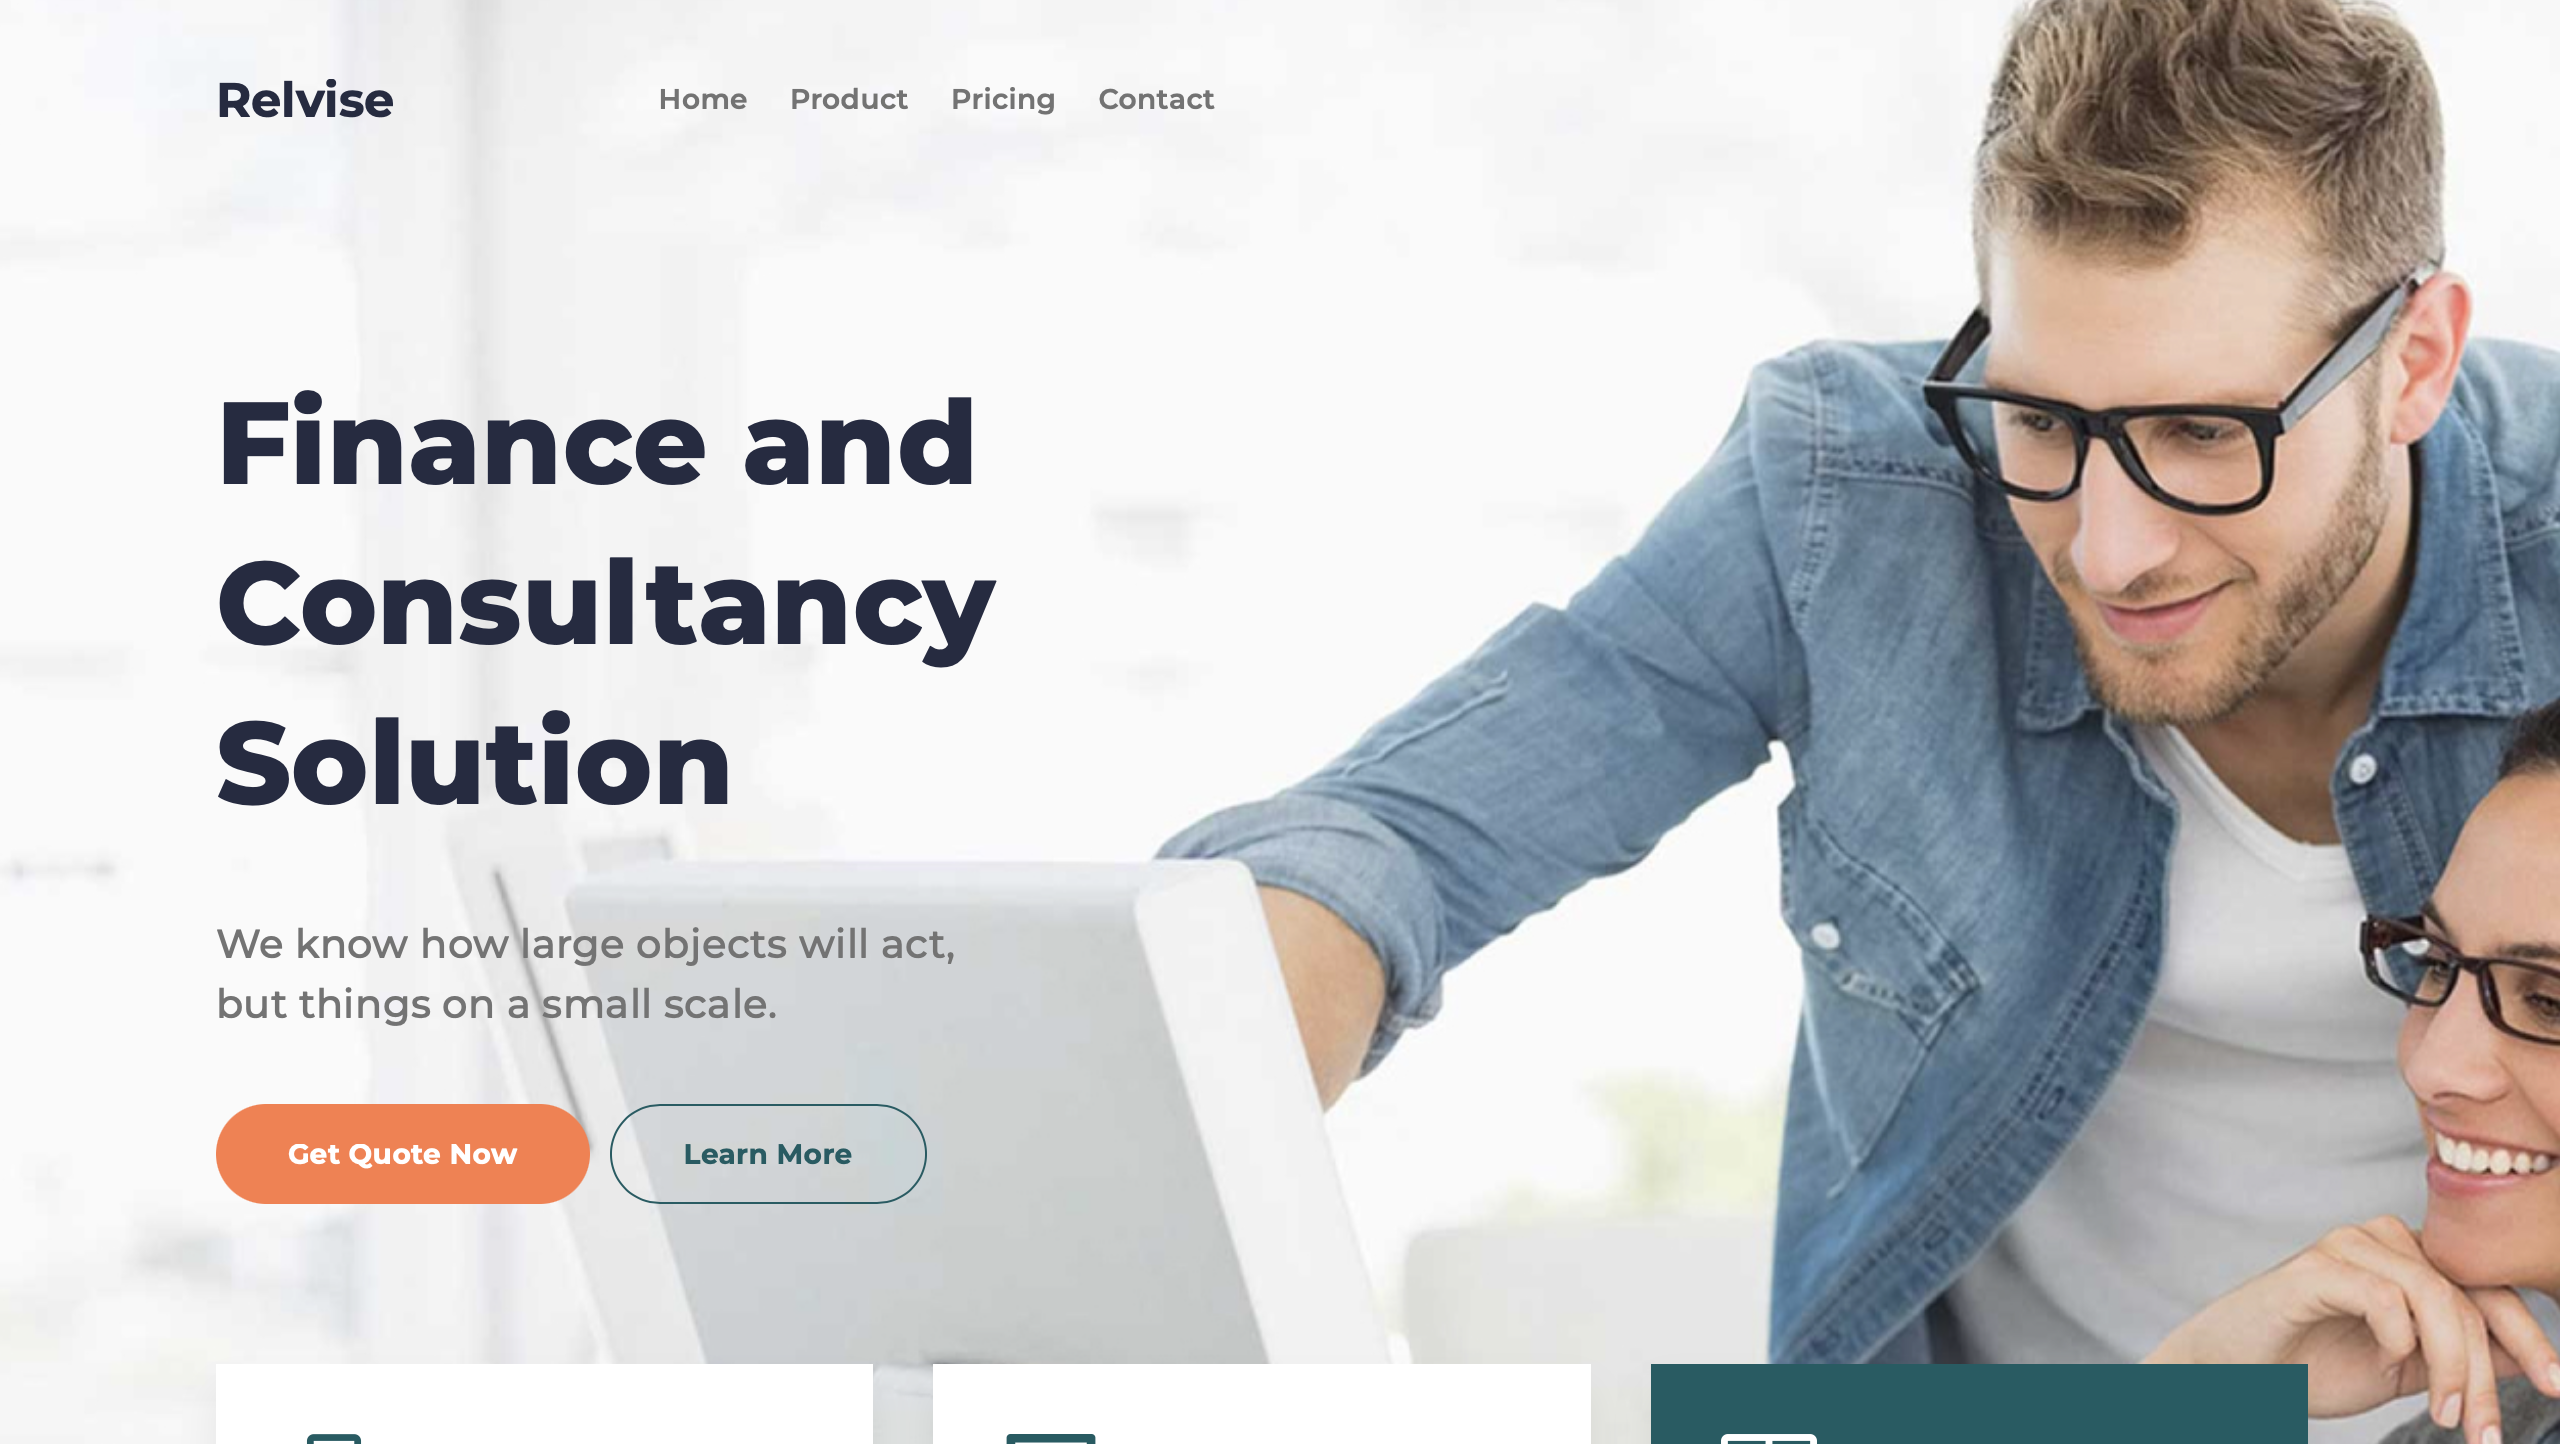 Relvise
Home Product Pricing Contact
Finance and
Consultancy
Solution
We know how large objects will act,
but things on a small scale.
Get Quote Now
Learn More